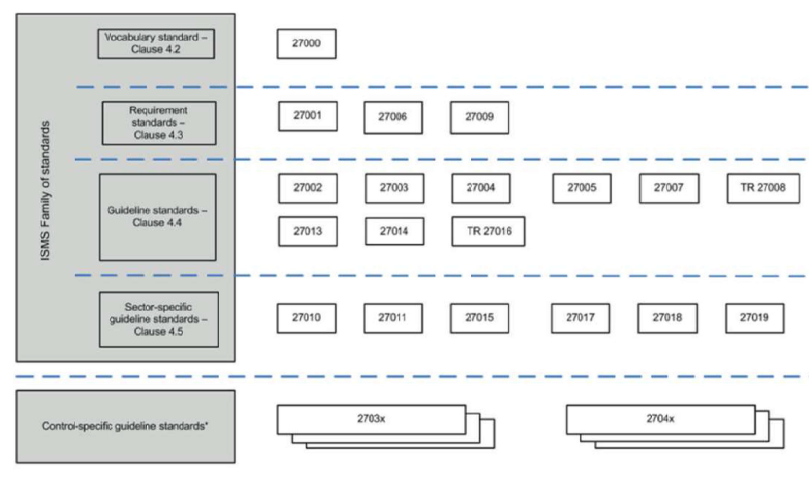 ISMS Family of standards
Vocabulary standard –
Clause 4.2
27000
Requirement
standards –
Clause 4.3
27001
27006
27009
Guideline standards –
Clause 4.4
27002
27003
27004
27005
27007
TR 27008
27013
27014
TR 27016
Sector-specific
guideline standards –
Clause 4.5
27010
27011
27015
27017
27018
27019
Control-specific guideline standards*
2703x
2704x